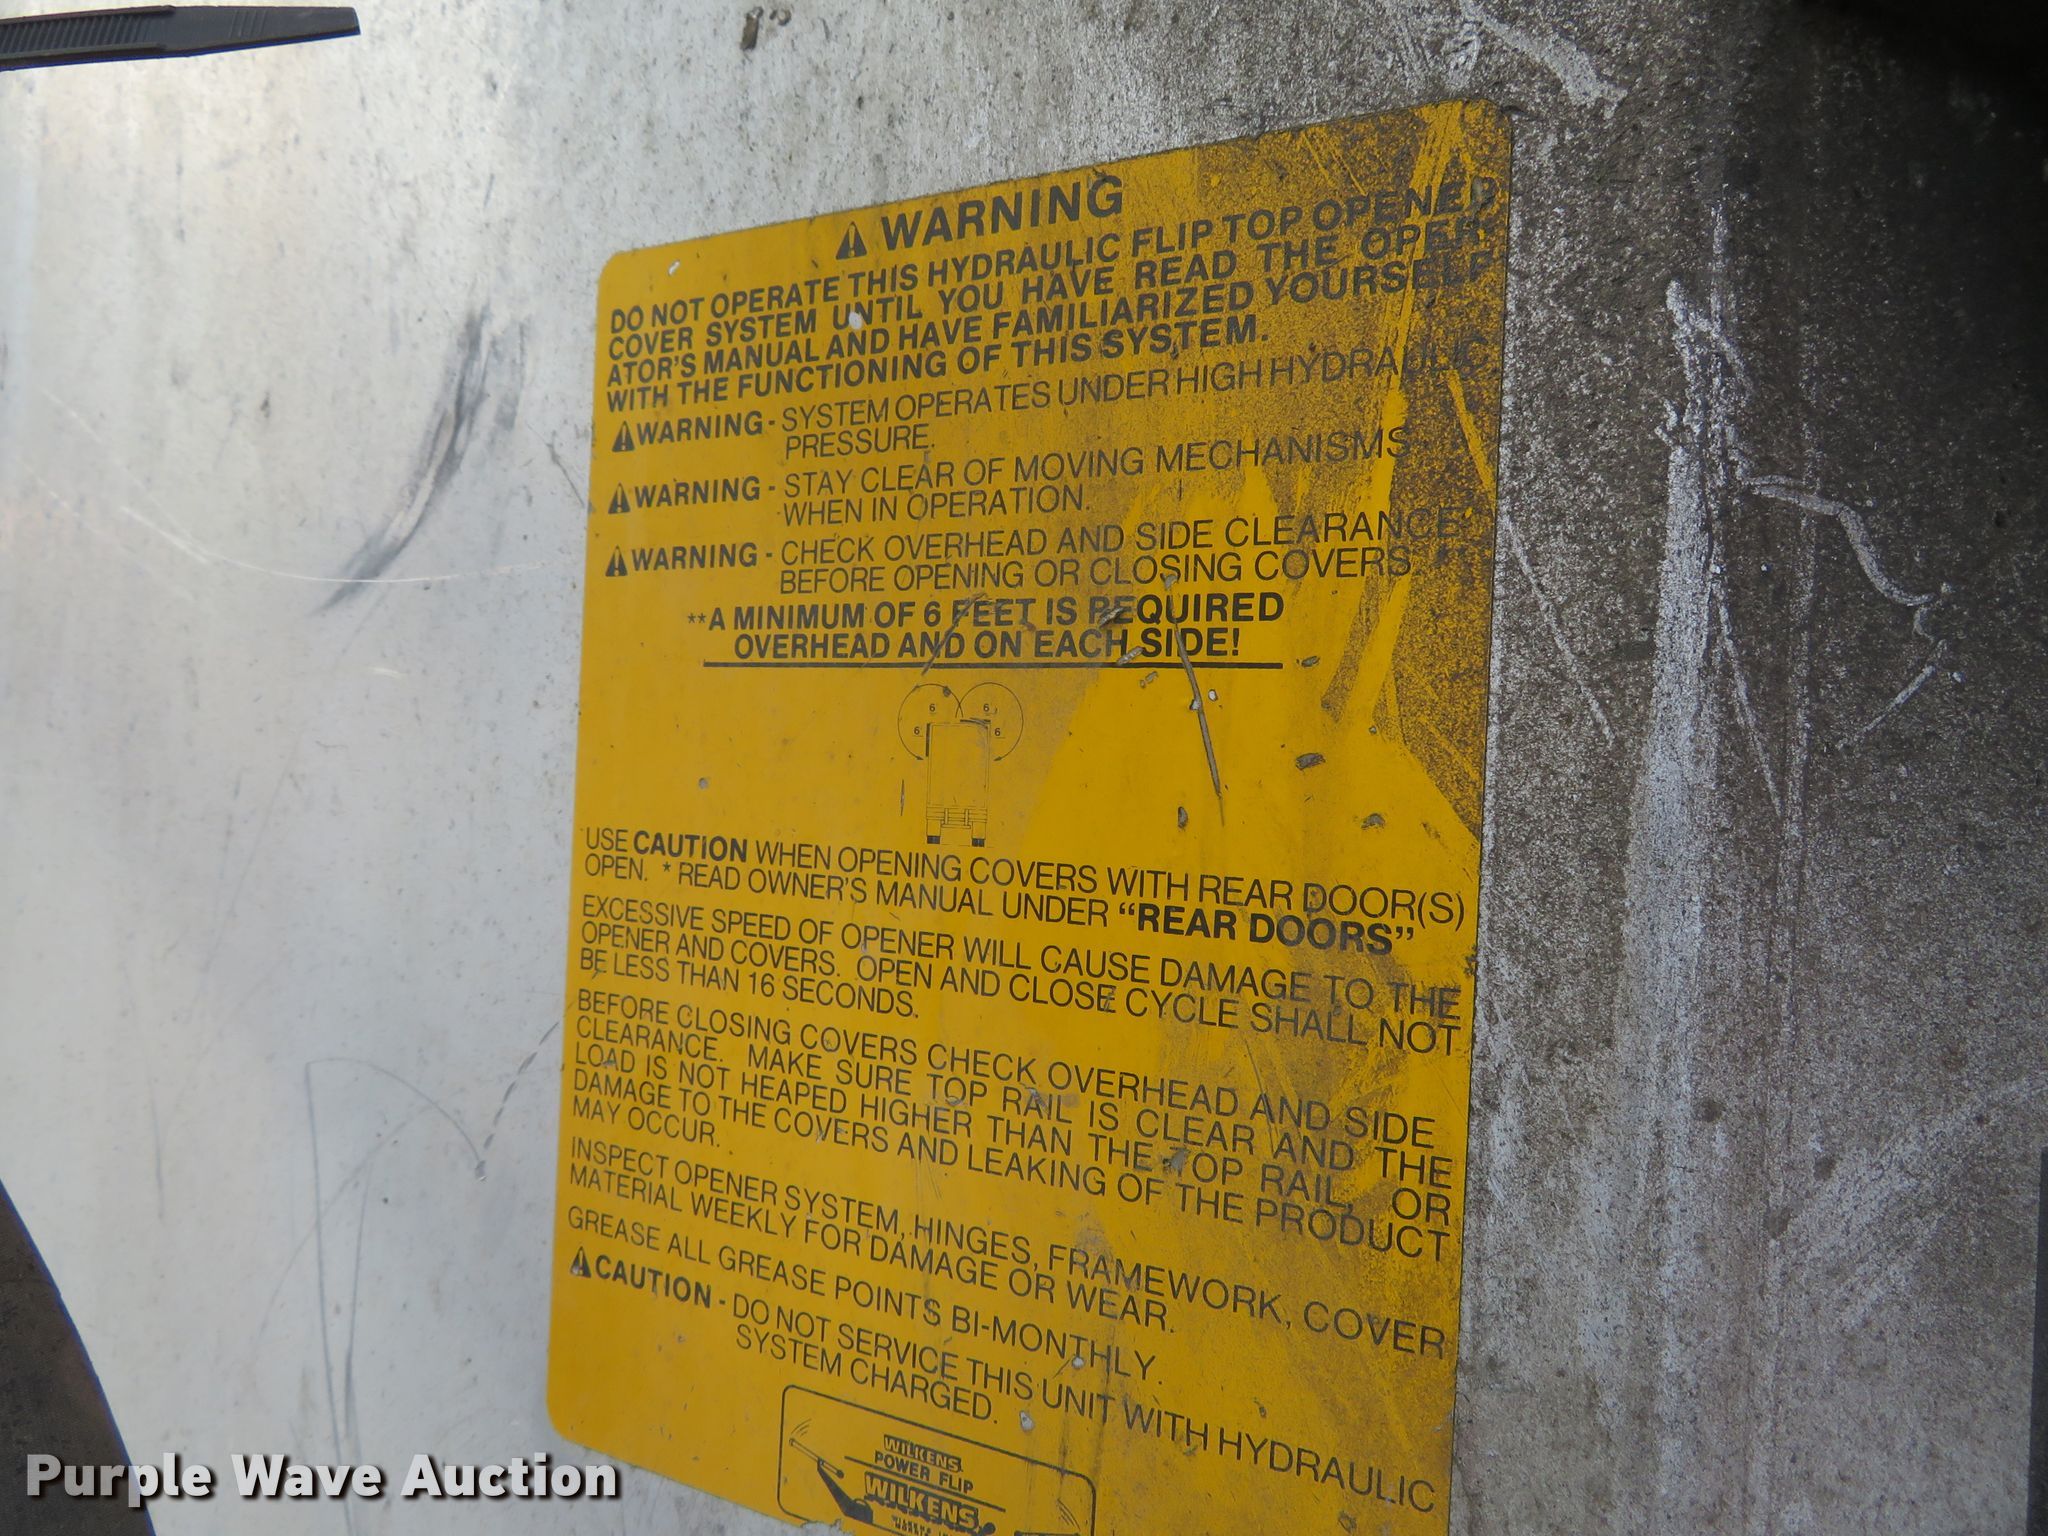 WARNING
DO NOT OPERATE THIS HYDRAULIC FLIP TOP OPENER
COVER SYSTEM UNTIL YOU HAVE READ THE OPER-
ATOR'S MANUAL AND HAVE FAMILIARIZED YOURSELF
WITH THE FUNCTIONING OF THIS SYSTEM.
WARNING - SYSTEM OPERATES UNDER HIGH HYDRAULIC
PRESSURE.
WARNING - STAY CLEAR OF MOVING MECHANISMS
WHEN IN OPERATION.
WARNING - CHECK OVERHEAD AND SIDE CLEARANCE
BEFORE OPENING OR CLOSING COVERS.
**A MINIMUM OF 6 FEET IS REQUIRED
OVERHEAD AND ON EACH SIDE!
6 6
6 6
USE CAUTION WHEN OPENING COVERS WITH REAR DOOR(S)
OPEN. * READ OWNER'S MANUAL UNDER "REAR DOORS"
EXCESSIVE SPEED OF OPENER WILL CAUSE DAMAGE TO THE
OPENER AND COVERS. OPEN AND CLOSE CYCLE SHALL NOT
BE LESS THAN 16 SECONDS.
BEFORE CLOSING COVERS CHECK OVERHEAD AND SIDE
CLEARANCE. MAKE SURE TOP RAIL IS CLEAR AND THE
LOAD IS NOT HEAPED HIGHER THAN THE TOP RAIL, OR
DAMAGE TO THE COVERS AND LEAKING OF THE PRODUCT
MAY OCCUR.
INSPECT OPENER SYSTEM, HINGES, FRAMEWORK, COVER
MATERIAL WEEKLY FOR DAMAGE OR WEAR.
GREASE ALL GREASE POINTS BI-MONTHLY.
CAUTION - DO NOT SERVICE THIS UNIT WITH HYDRAULIC
SYSTEM CHARGED.
WILKENS
POWER FLIP
WILKENS
Purple Wave Auction